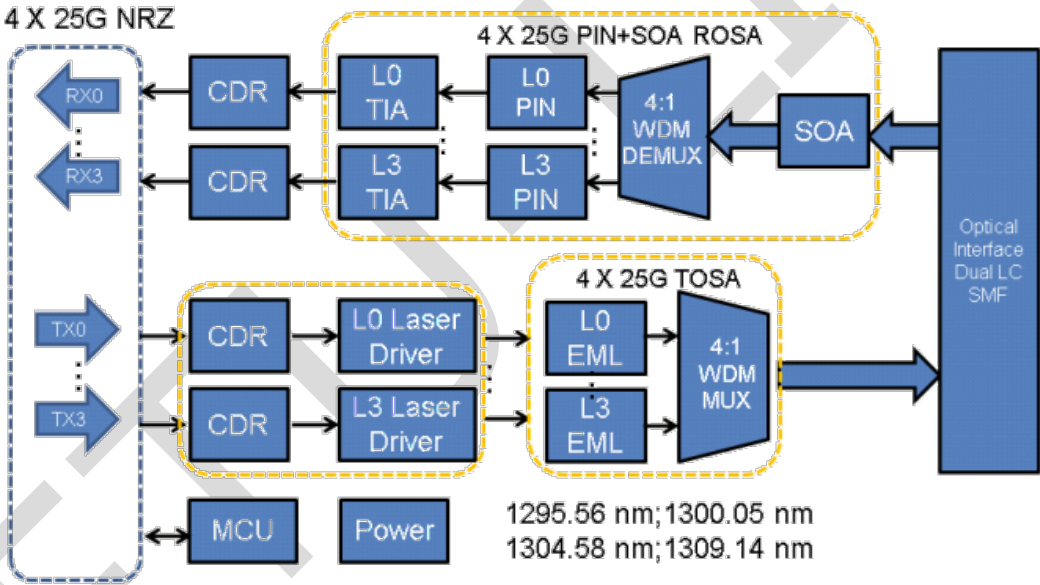 4 X 25G NRZ
4 X 25G PIN+SOA ROSA
RX0
CDR
L0
TIA
L0
PIN
4:1
WDM
DEMUX
SOA
RX3
CDR
L3
TIA
L3
PIN
Optical
Interface
Dual LC
SMF
4 X 25G TOSA
TX0
CDR
L0 Laser
Driver
L0
EML
4:1
WDM
MUX
TX3
CDR
L3 Laser
Driver
L3
EML
MCU
Power
1295.56 nm;1300.05 nm
1304.58 nm;1309.14 nm